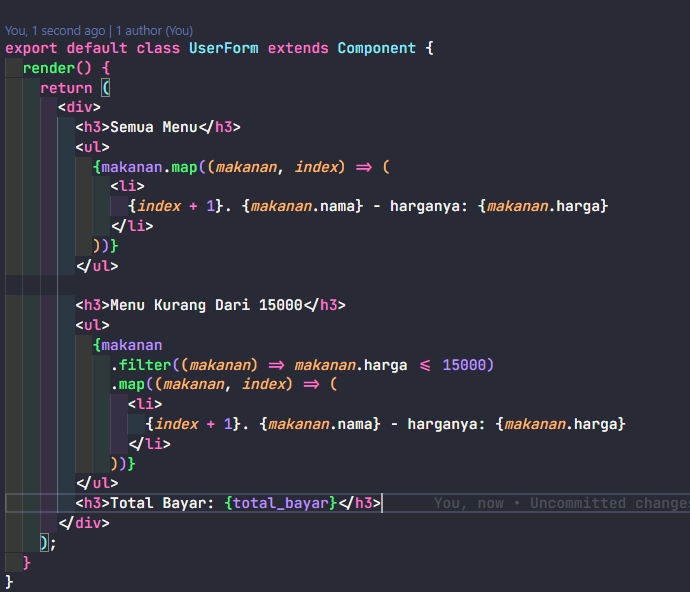 You, 1 second ago | 1 author (You)
export default class UserForm extends Component {
render() {
return (
<div>
<h3>Semua Menu</h3>
<ul>
{makanan.map((makanan, index) => (
<li>
{index + 1}. {makanan.nama} - harganya: {makanan.harga}
</li>
))}
</ul>
<h3>Menu Kurang Dari 15000</h3>
<ul>
{makanan
.filter((makanan) => makanan.harga <= 15000)
.map((makanan, index) => (
<li>
{index + 1}. {makanan.nama} - harganya: {makanan.harga}
</li>
))}
</ul>
<h3>Total Bayar: {total_bayar}</h3> You, now • Uncommitted changes
</div>
);
}
}